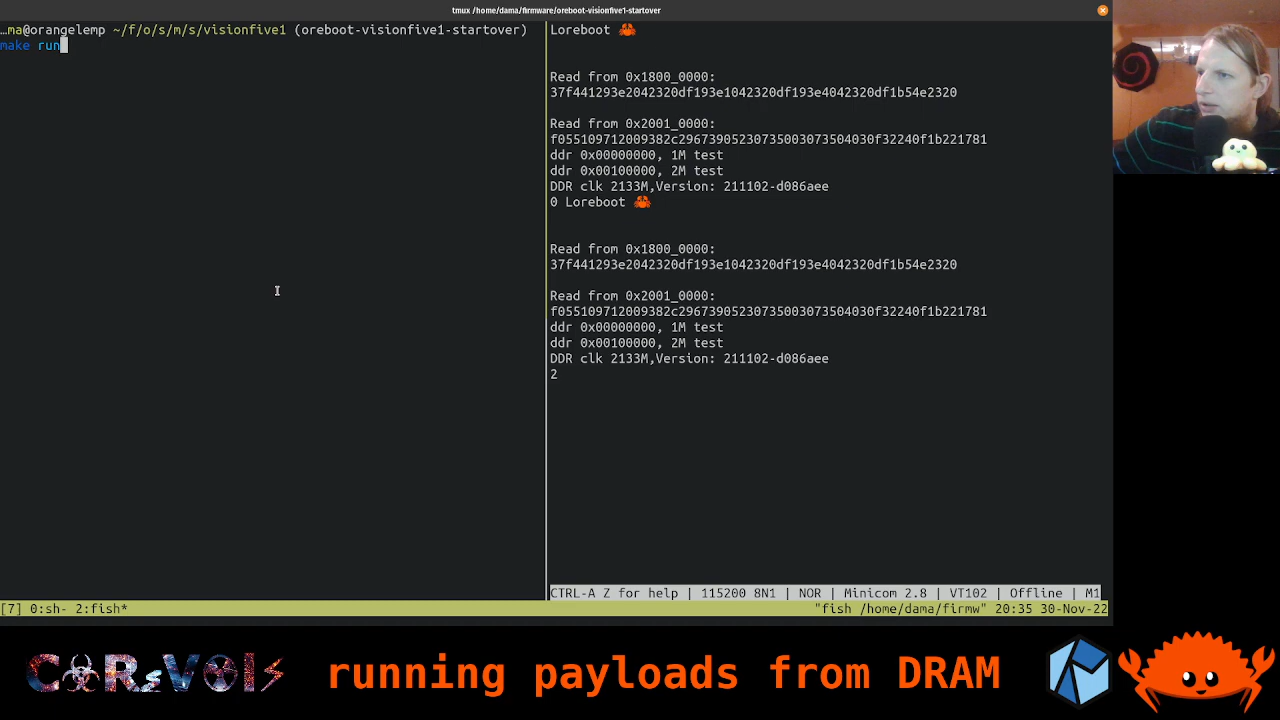 tmux /home/dama/firmware/oreboot-visionfive1-startover
…ma@orangelemp ~/f/o/s/m/s/visionfive1 (oreboot-visionfive1-startover)
make run
Loreboot 🦀
Read from 0x1800_0000:
37f441293e2042320df193e1042320df193e4042320df1b54e2320
Read from 0x2001_0000:
f055109712009382c29673905230735003073504030f32240f1b221781
ddr 0x00000000, 1M test
ddr 0x00100000, 2M test
DDR clk 2133M,Version: 211102-d086aee
0 Loreboot 🦀
Read from 0x1800_0000:
37f441293e2042320df193e1042320df193e4042320df1b54e2320
Read from 0x2001_0000:
f055109712009382c29673905230735003073504030f32240f1b221781
ddr 0x00000000, 1M test
ddr 0x00100000, 2M test
DDR clk 2133M,Version: 211102-d086aee
2
CTRL-A Z for help | 115200 8N1 | NOR | Minicom 2.8 | VT102 | Offline | M1
[7] 0:sh- 2:fish* "fish /home/dama/firmw" 20:35 30-Nov-22
running payloads from DRAM